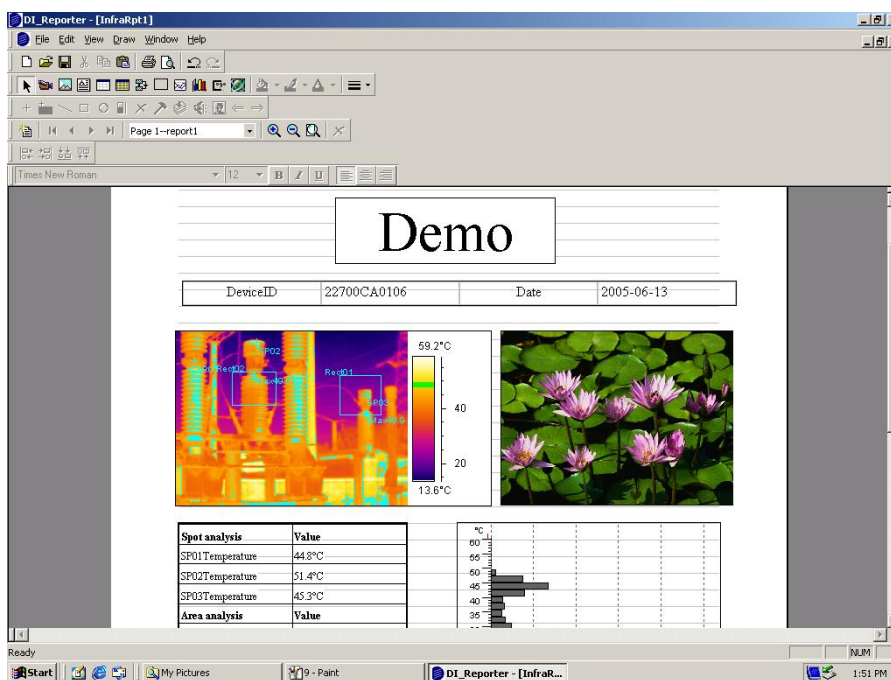 DI_Reporter - [InfraRpt1]
File Edit View Draw Window Help
Page 1--report1
Times New Roman 12 B I U
Demo
DeviceID 22700CA0106 Date 2005-06-13
59.2°C
SP02
Rect02
Rect01
SP03
40
20
13.6°C
Spot analysis Value
SP01Temperature 44.8°C
SP02Temperature 51.4°C
SP03Temperature 45.3°C
Area analysis Value
°C
60
55
50
45
40
35
Ready NUM
Start My Pictures 9 - Paint DI_Reporter - [InfraR... 1:51 PM